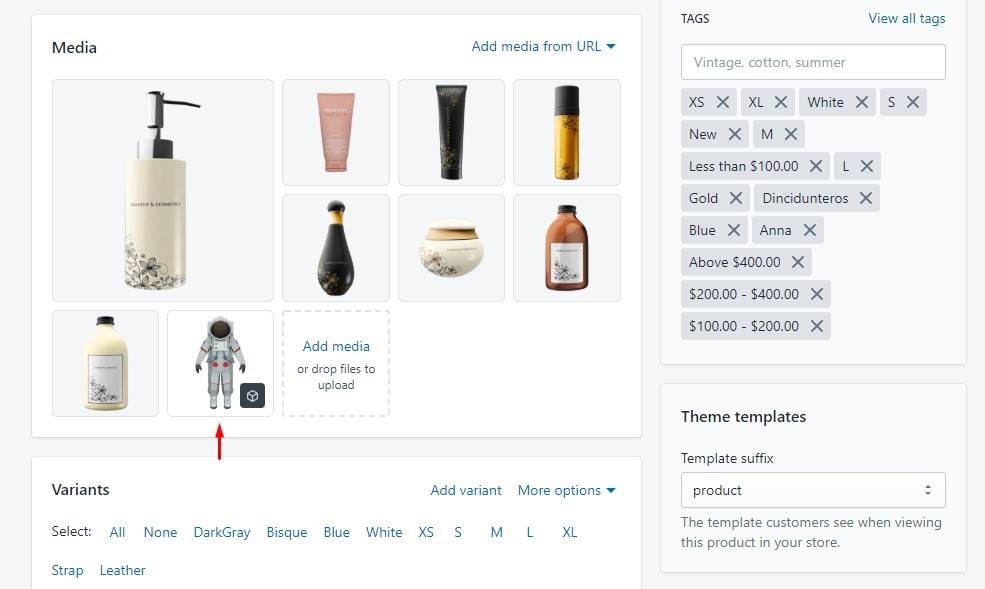 Media
Add media from URL
MAKEUP & COSMETICS
Add media
or drop files to
upload
Variants
Add variant
More options
Select: All None DarkGray Bisque Blue White XS S M L XL
Strap Leather
TAGS
View all tags
Vintage, cotton, summer
XS XL White S
New M
Less than $100.00 L
Gold Dincidunteros
Blue Anna
Above $400.00
$200.00 - $400.00
$100.00 - $200.00
Theme templates
Template suffix
product
The template customers see when viewing
this product in your store.